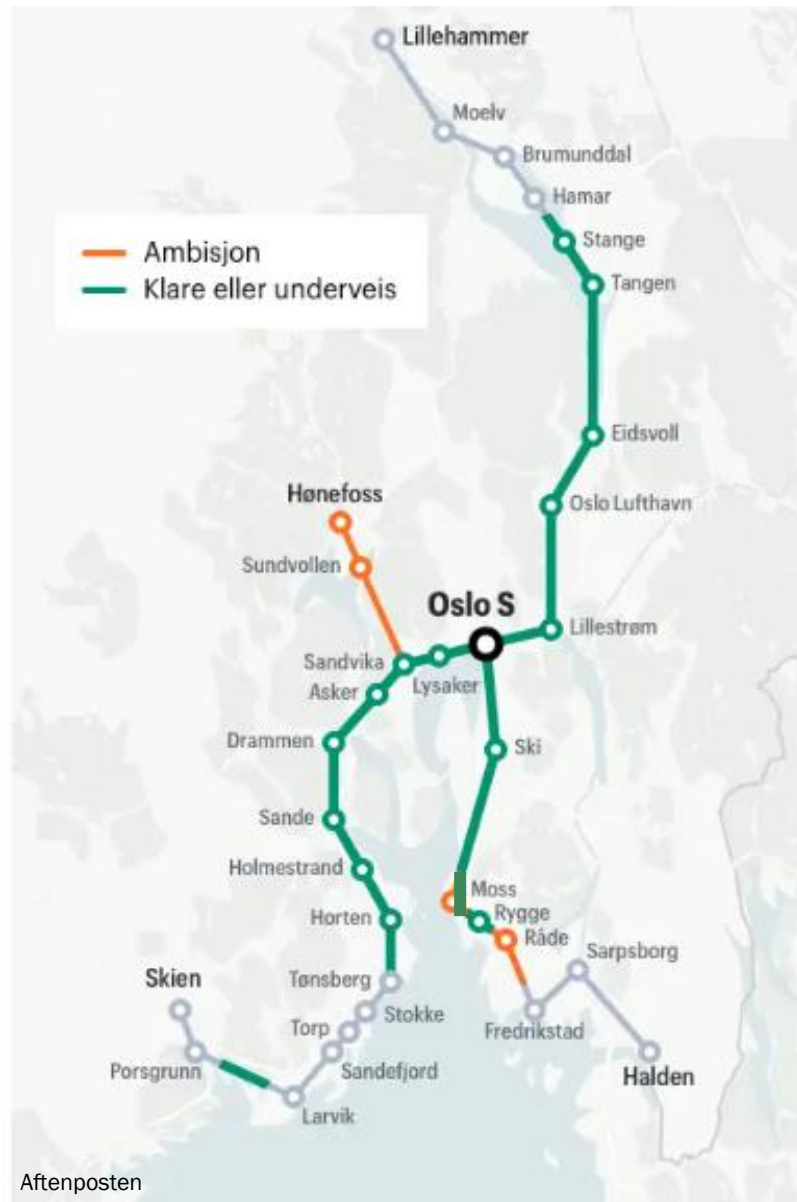 Lillehammer
Moelv
Brumunddal
Hamar
Ambisjon
Klare eller underveis
Stange
Tangen
Eidsvoll
Hønefoss
Oslo Lufthavn
Sundvollen
Oslo S
Lillestrøm
Sandvika
Lysaker
Asker
Drammen
Ski
Sande
Holmestrand
Moss
Horten
Rygge
Råde
Sarpsborg
Skien
Tønsberg
Stokke
Torp
Fredrikstad
Porsgrunn
Sandefjord
Halden
Larvik
Aftenposten